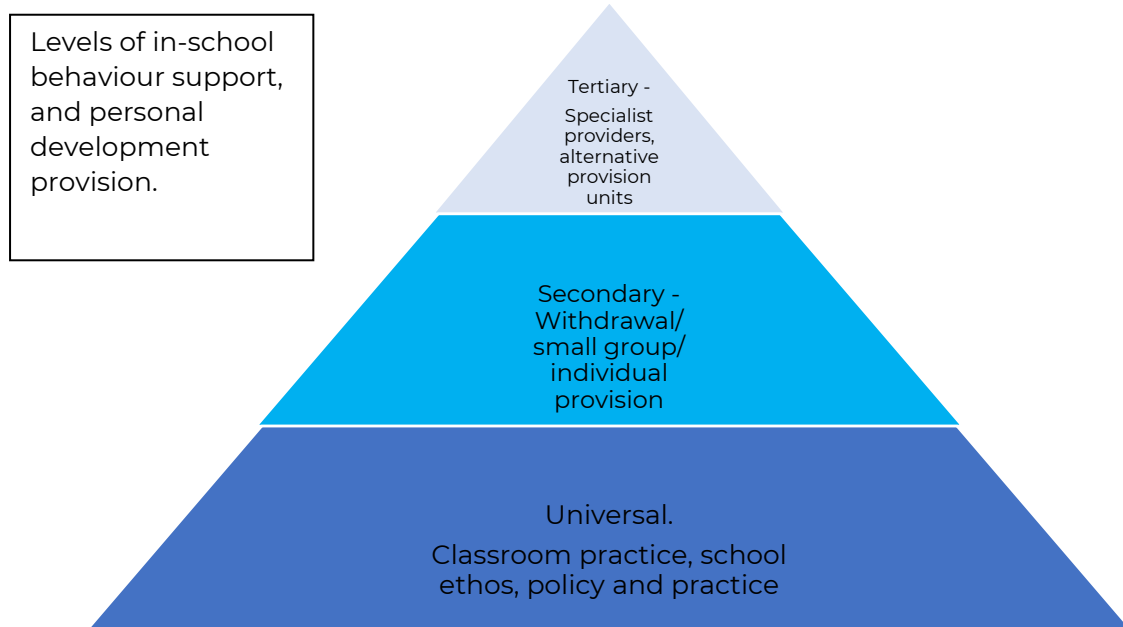 Levels of in-school
behaviour support,
and personal
development
provision.
Tertiary -
Specialist
providers,
alternative
provision
units
Secondary -
Withdrawal/
small group/
individual
provision
Universal.
Classroom practice, school
ethos, policy and practice